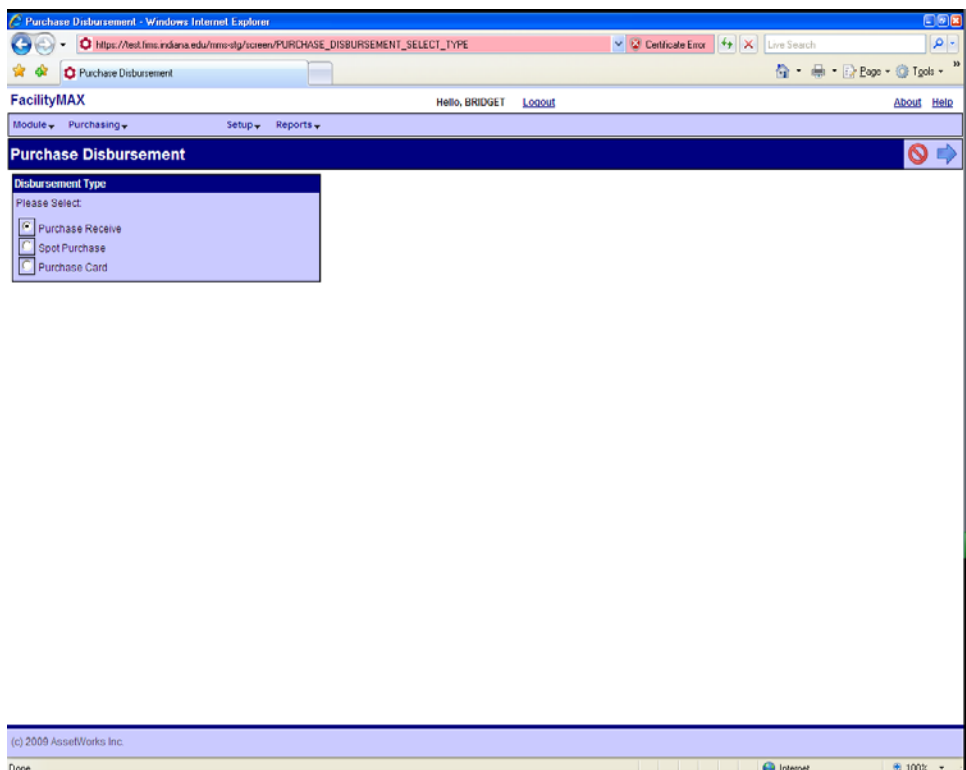 Purchase Disbursement - Windows Internet Explorer
https://test.fms.indiana.edu/mms-stg/screen/PURCHASE_DISBURSEMENT_SELECT_TYPE Certificate Error Live Search
Purchase Disbursement Page Tools »
FacilityMAX Hello, BRIDGET Logout About Help
Module Purchasing Setup Reports
Purchase Disbursement
Disbursement Type
Please Select:
Purchase Receive
Spot Purchase
Purchase Card
(c) 2009 AssetWorks Inc.
Done Internet 100%